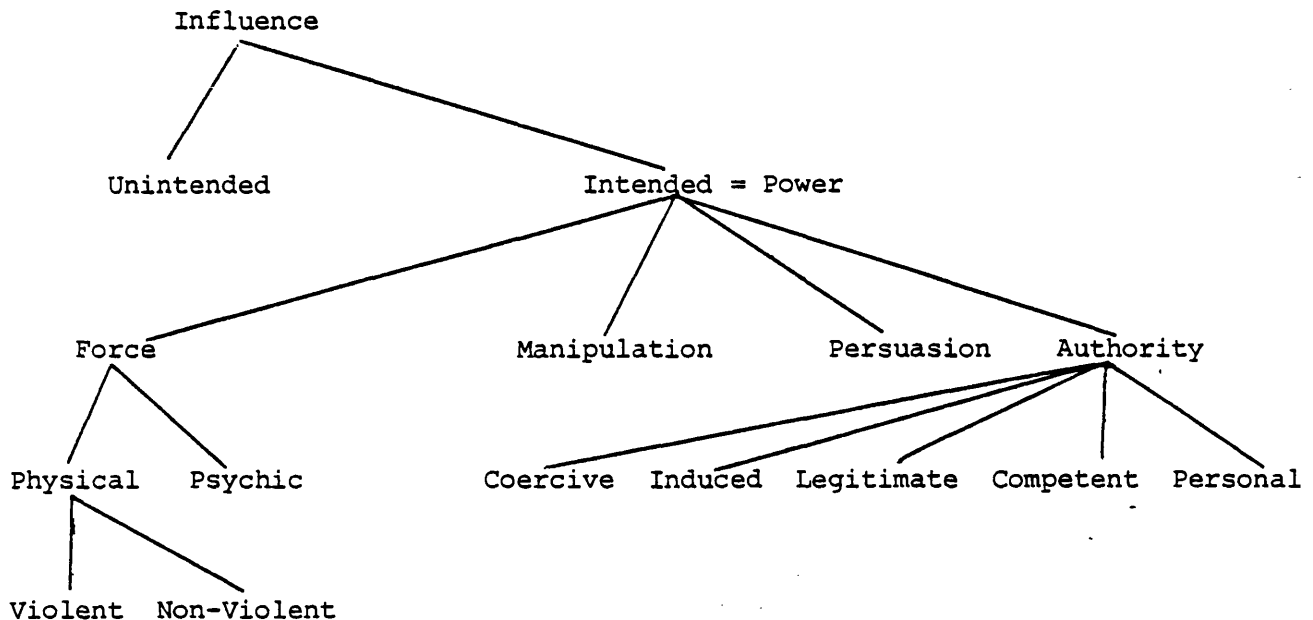 Influence
Unintended Intended = Power
Force Manipulation Persuasion Authority
Physical Psychic Coercive Induced Legitimate Competent Personal
Violent Non-Violent